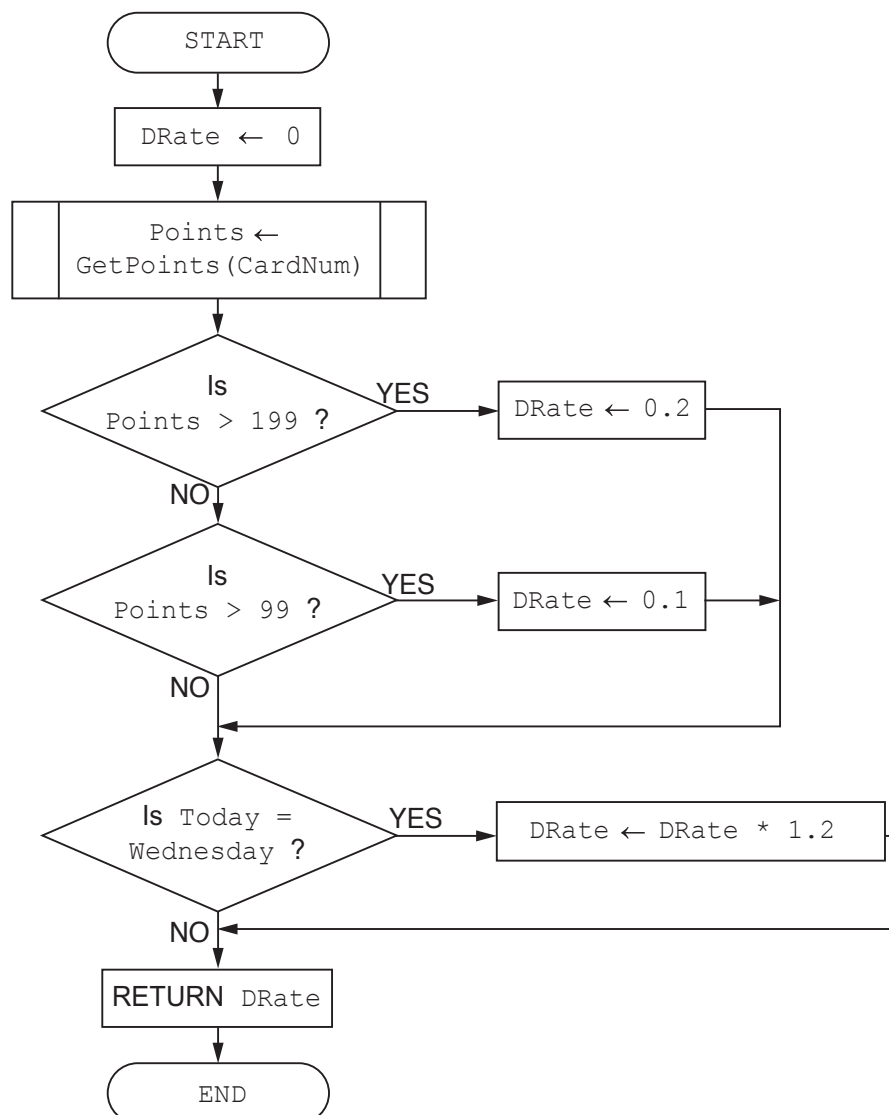 START
DRate ← 0
Points ←
GetPoints(CardNum)
Is
Points > 199 ?
YES
DRate ← 0.2
NO
Is
Points > 99 ?
YES
DRate ← 0.1
NO
Is Today =
Wednesday ?
YES
DRate ← DRate * 1.2
NO
RETURN DRate
END